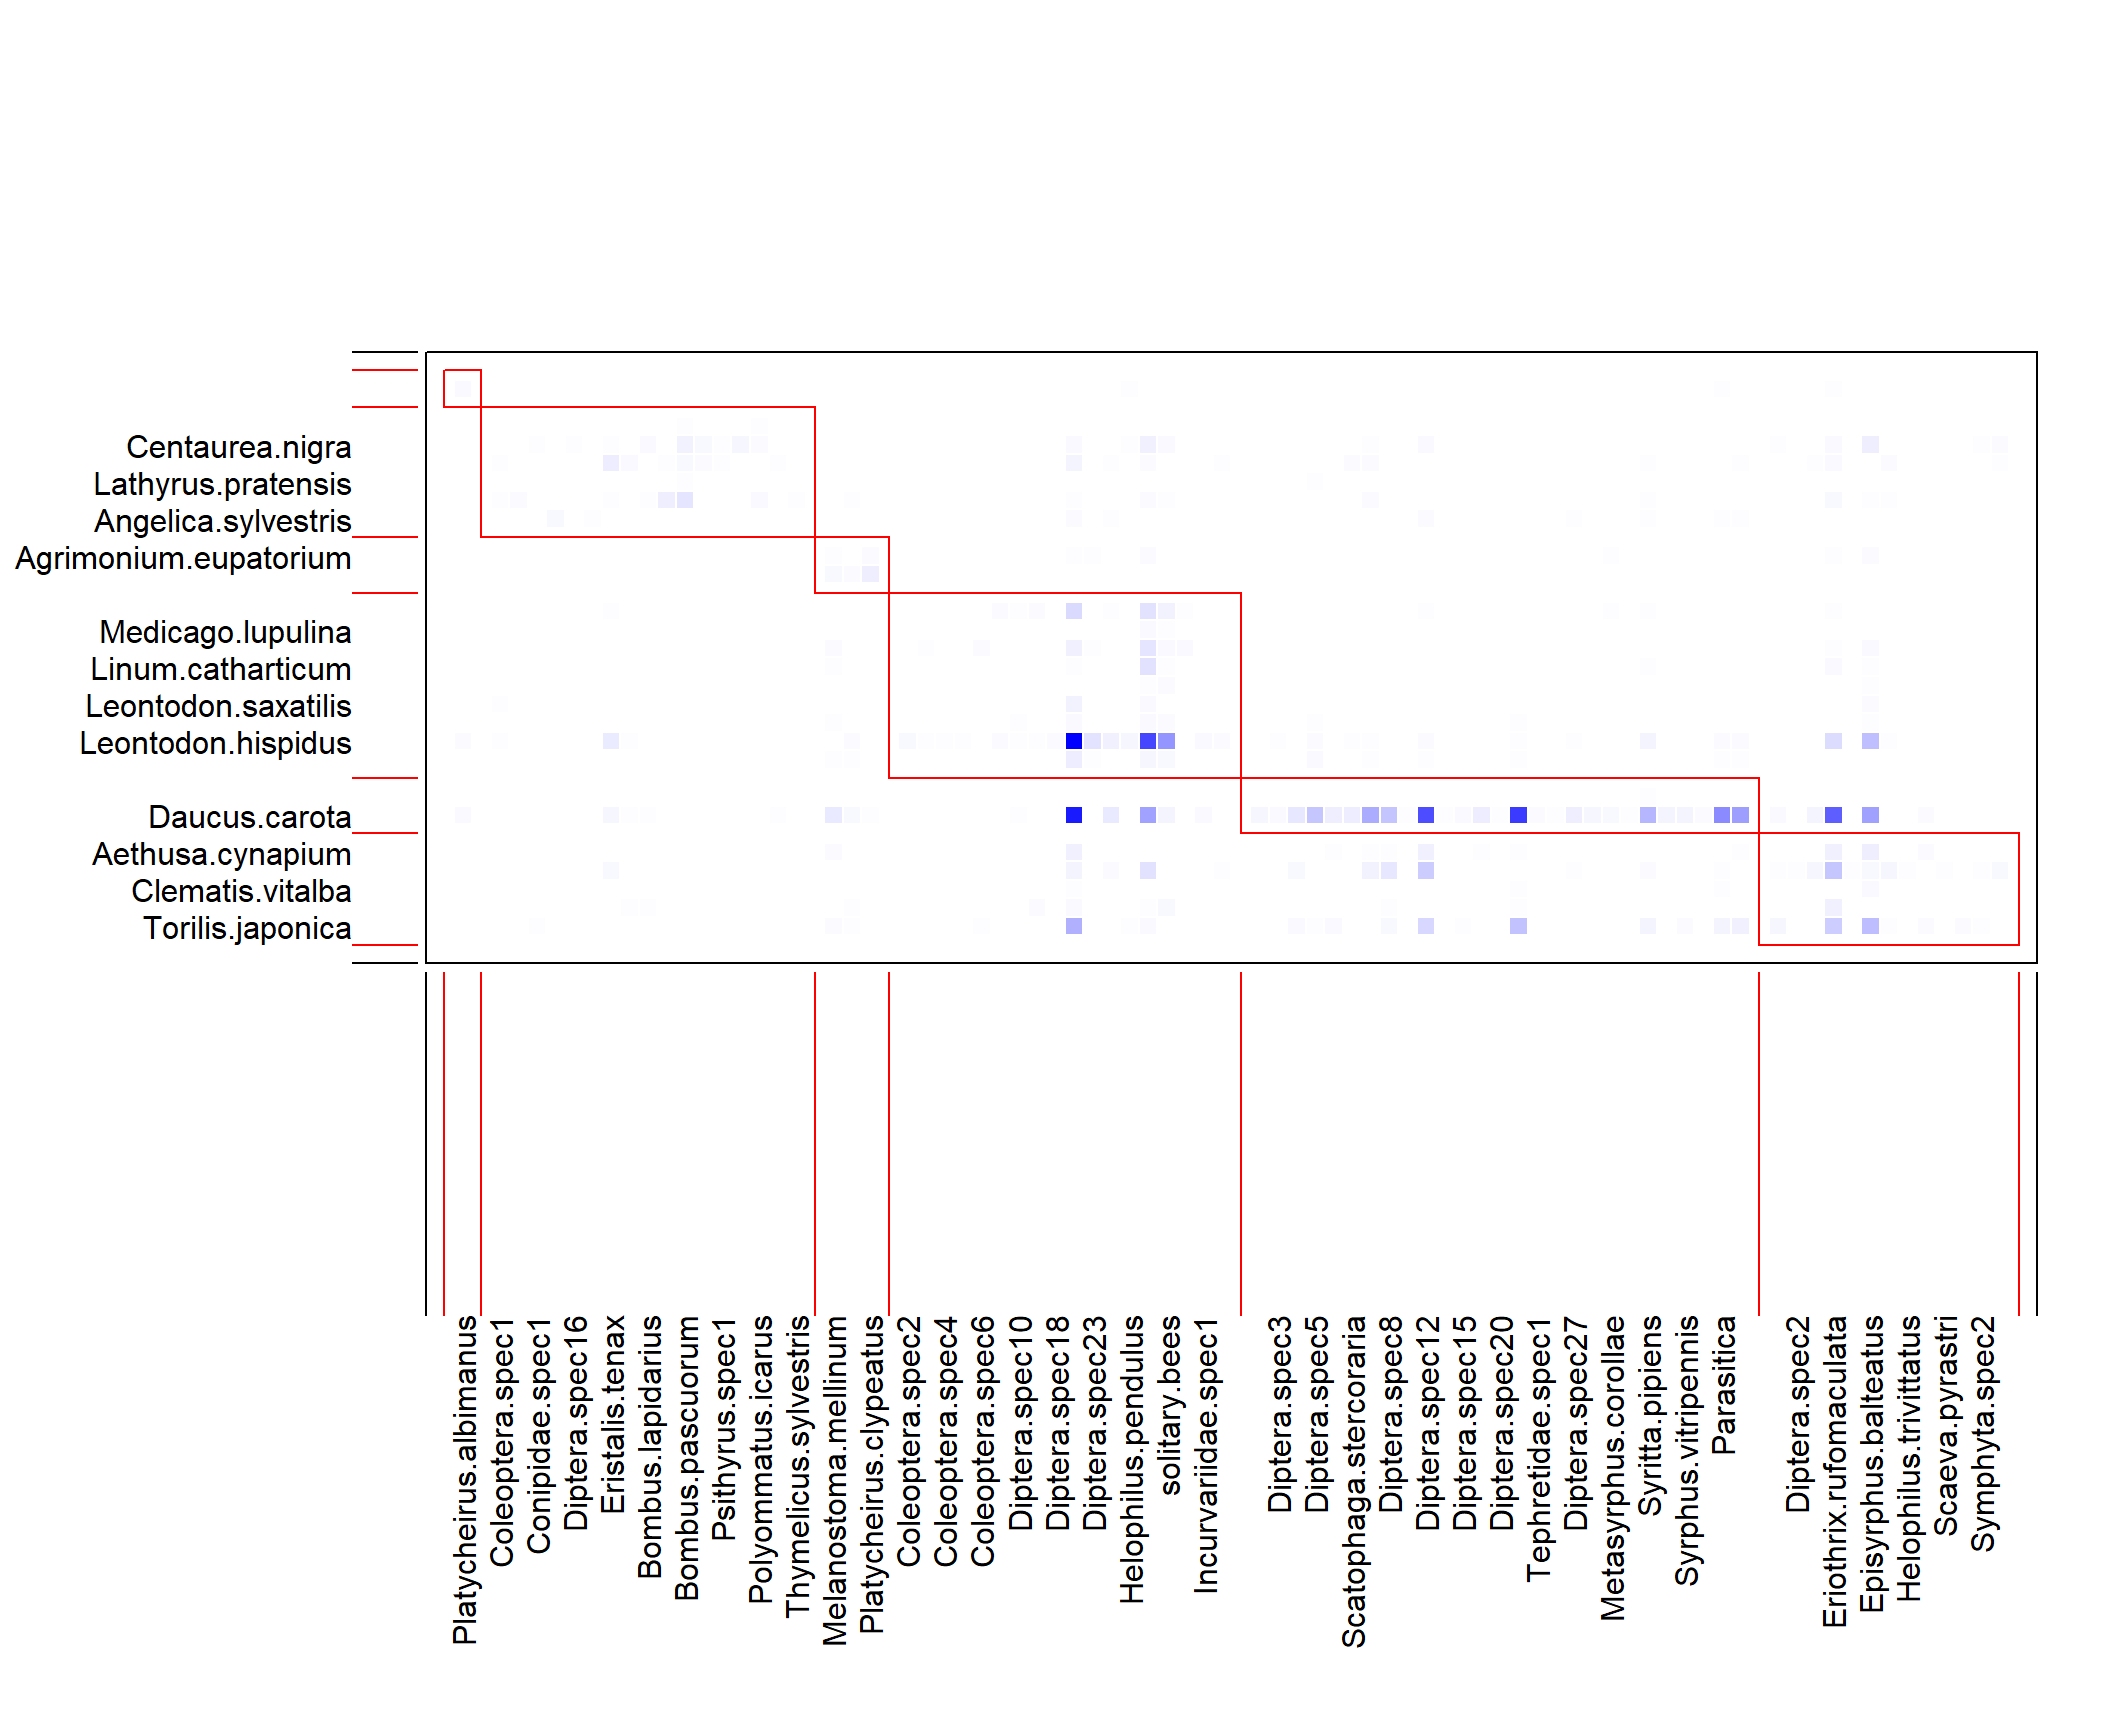 Centaurea.nigra
Lathyrus.pratensis
Angelica.sylvestris
Agrimonium.eupatorium
Medicago.lupulina
Linum.catharticum
Leontodon.saxatilis
Leontodon.hispidus
Daucus.carota
Aethusa.cynapium
Clematis.vitalba
Torilis.japonica
Platycheirus.albimanus
Coleoptera.spec1
Conipidae.spec1
Diptera.spec16
Eristalis.tenax
Bombus.lapidarius
Bombus.pascuorum
Psithyrus.spec1
Polyommatus.icarus
Thymelicus.sylvestris
Melanostoma.mellinum
Platycheirus.clypeatus
Coleoptera.spec2
Coleoptera.spec4
Coleoptera.spec6
Diptera.spec10
Diptera.spec18
Diptera.spec23
Helophilus.pendulus
solitary.bees
Incurvariidae.spec1
Diptera.spec3
Diptera.spec5
Scatophaga.stercoraria
Diptera.spec8
Diptera.spec12
Diptera.spec15
Diptera.spec20
Tephretidae.spec1
Diptera.spec27
Metasyrphus.corollae
Syritta.pipiens
Syrphus.vitripennis
Parasitica
Diptera.spec2
Eriothrix.rufomaculata
Episyrphus.balteatus
Helophilus.trivittatus
Scaeva.pyrastri
Symphyta.spec2